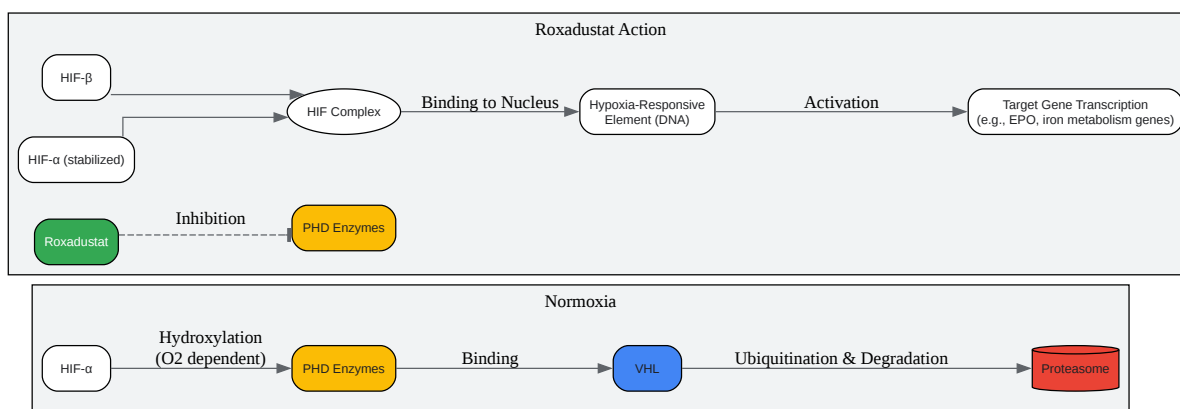 Roxadustat Action
HIF-β
HIF-α (stabilized)
HIF Complex
Binding to Nucleus
Hypoxia-Responsive
Element (DNA)
Activation
Target Gene Transcription
(e.g., EPO, iron metabolism genes)
Roxadustat
Inhibition
PHD Enzymes
Normoxia
HIF-α
Hydroxylation
(O2 dependent)
PHD Enzymes
Binding
VHL
Ubiquitination & Degradation
Proteasome